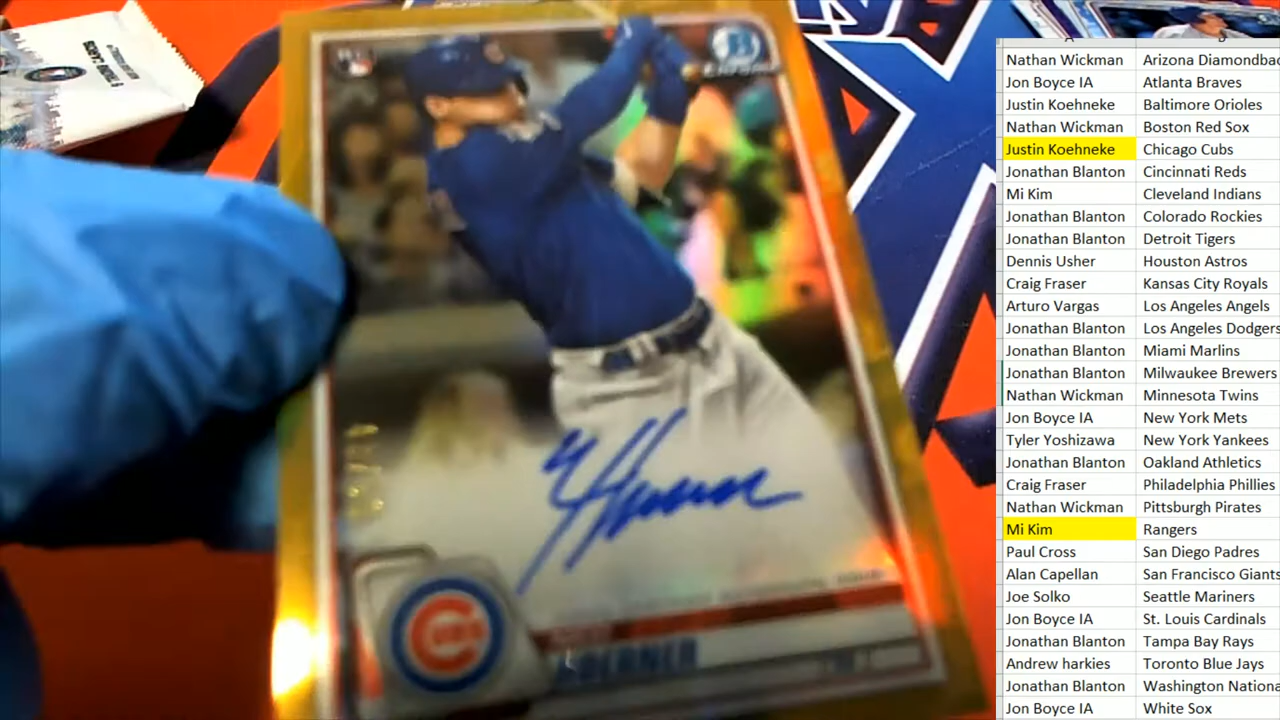 Nathan Wickman Arizona Diamondbac
Jon Boyce IA Atlanta Braves
Justin Koehneke Baltimore Orioles
Nathan Wickman Boston Red Sox
Justin Koehneke Chicago Cubs
Jonathan Blanton Cincinnati Reds
Mi Kim Cleveland Indians
Jonathan Blanton Colorado Rockies
Jonathan Blanton Detroit Tigers
Dennis Usher Houston Astros
Craig Fraser Kansas City Royals
Arturo Vargas Los Angeles Angels
Jonathan Blanton Los Angeles Dodgers
Jonathan Blanton Miami Marlins
Jonathan Blanton Milwaukee Brewers
Nathan Wickman Minnesota Twins
Jon Boyce IA New York Mets
Tyler Yoshizawa New York Yankees
Jonathan Blanton Oakland Athletics
Craig Fraser Philadelphia Phillies
Nathan Wickman Pittsburgh Pirates
Mi Kim Rangers
Paul Cross San Diego Padres
Alan Capellan San Francisco Giants
Joe Solko Seattle Mariners
Jon Boyce IA St. Louis Cardinals
Jonathan Blanton Tampa Bay Rays
Andrew harkies Toronto Blue Jays
Jonathan Blanton Washington Nationa
Jon Boyce IA White Sox